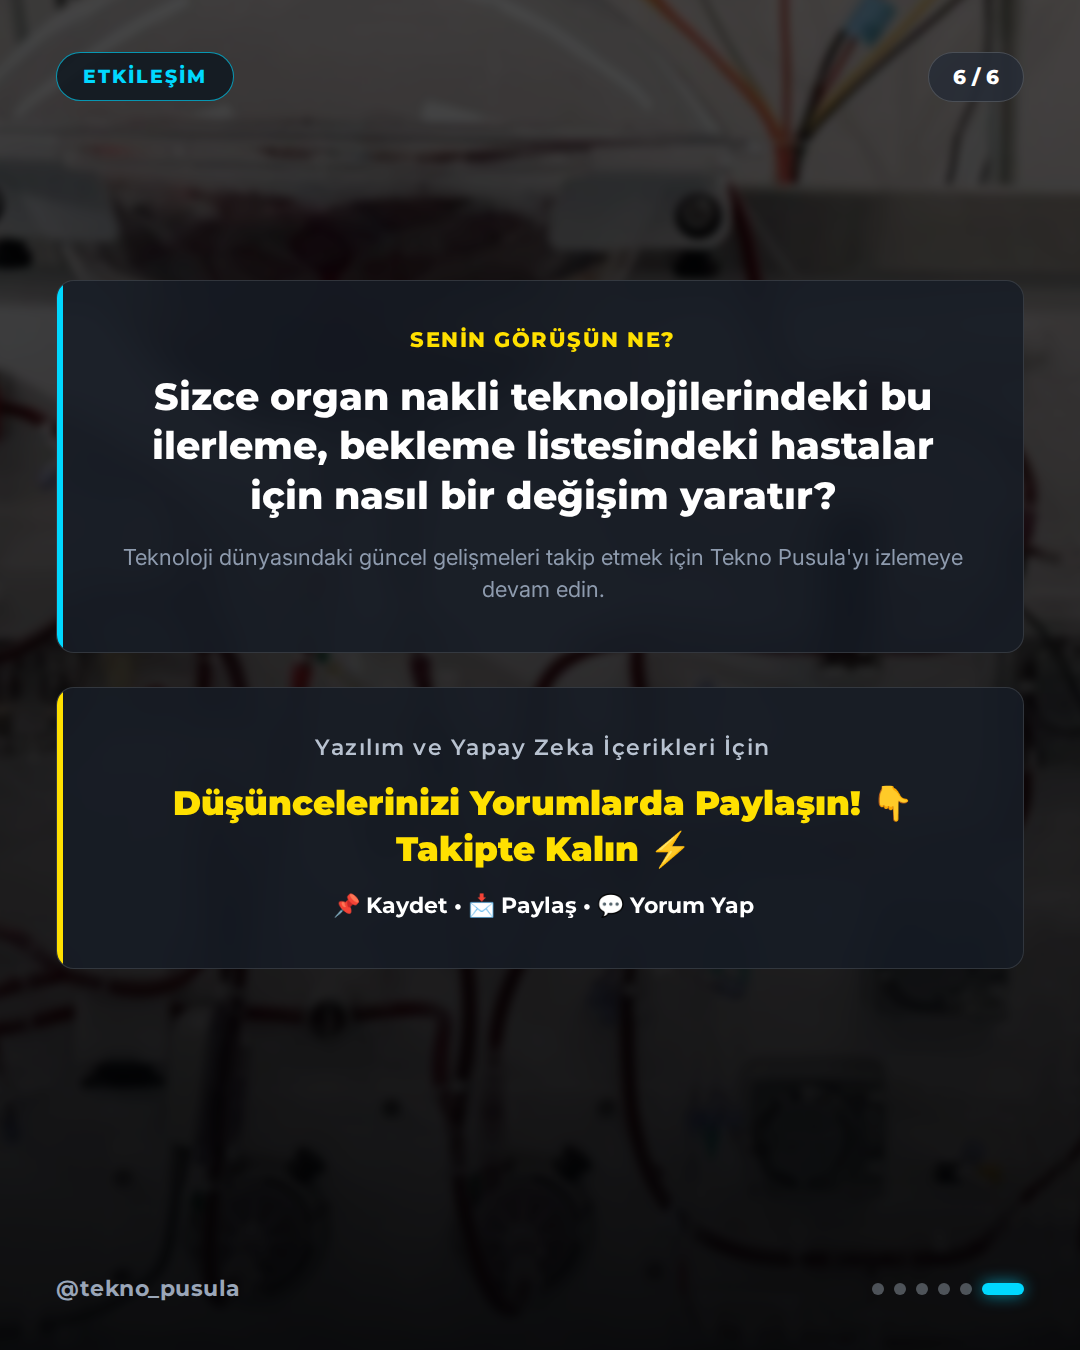 ETKİLEŞİM
6 / 6
SENİN GÖRÜŞÜN NE?
Sizce organ nakli teknolojilerindeki bu
ilerleme, bekleme listesindeki hastalar
için nasıl bir değişim yaratır?
Teknoloji dünyasındaki güncel gelişmeleri takip etmek için Tekno Pusula'yı izlemeye
devam edin.
Yazılım ve Yapay Zeka İçerikleri İçin
Düşüncelerinizi Yorumlarda Paylaşın! 👇
Takipte Kalın ⚡
📌 Kaydet • 📩 Paylaş • 💬 Yorum Yap
@tekno_pusula